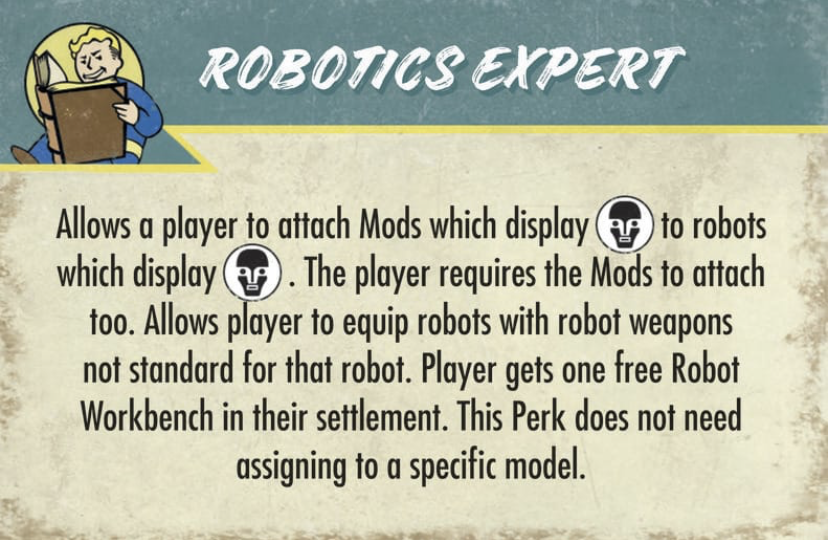 ROBOTICS EXPERT
Allows a player to attach Mods which display to robots
which display . The player requires the Mods to attach
too. Allows player to equip robots with robot weapons
not standard for that robot. Player gets one free Robot
Workbench in their settlement. This Perk does not need
assigning to a specific model.